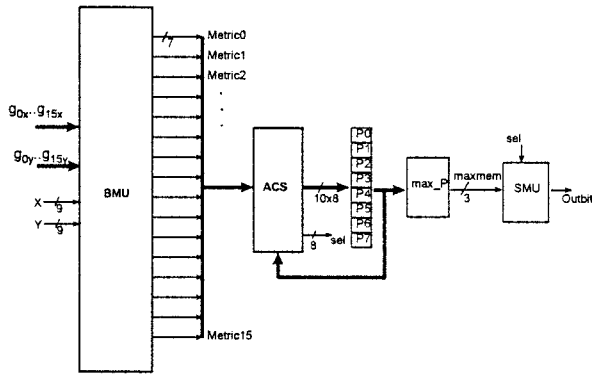 g0x..g15x
g0y..g15y
X
9
Y
9
BMU
7
Metric0
Metric1
Metric2
Metric15
ACS
10x8
8
sel
P0
P1
P2
P3
P4
P5
P6
P7
max_P
maxmem
3
sel
SMU
Outbit